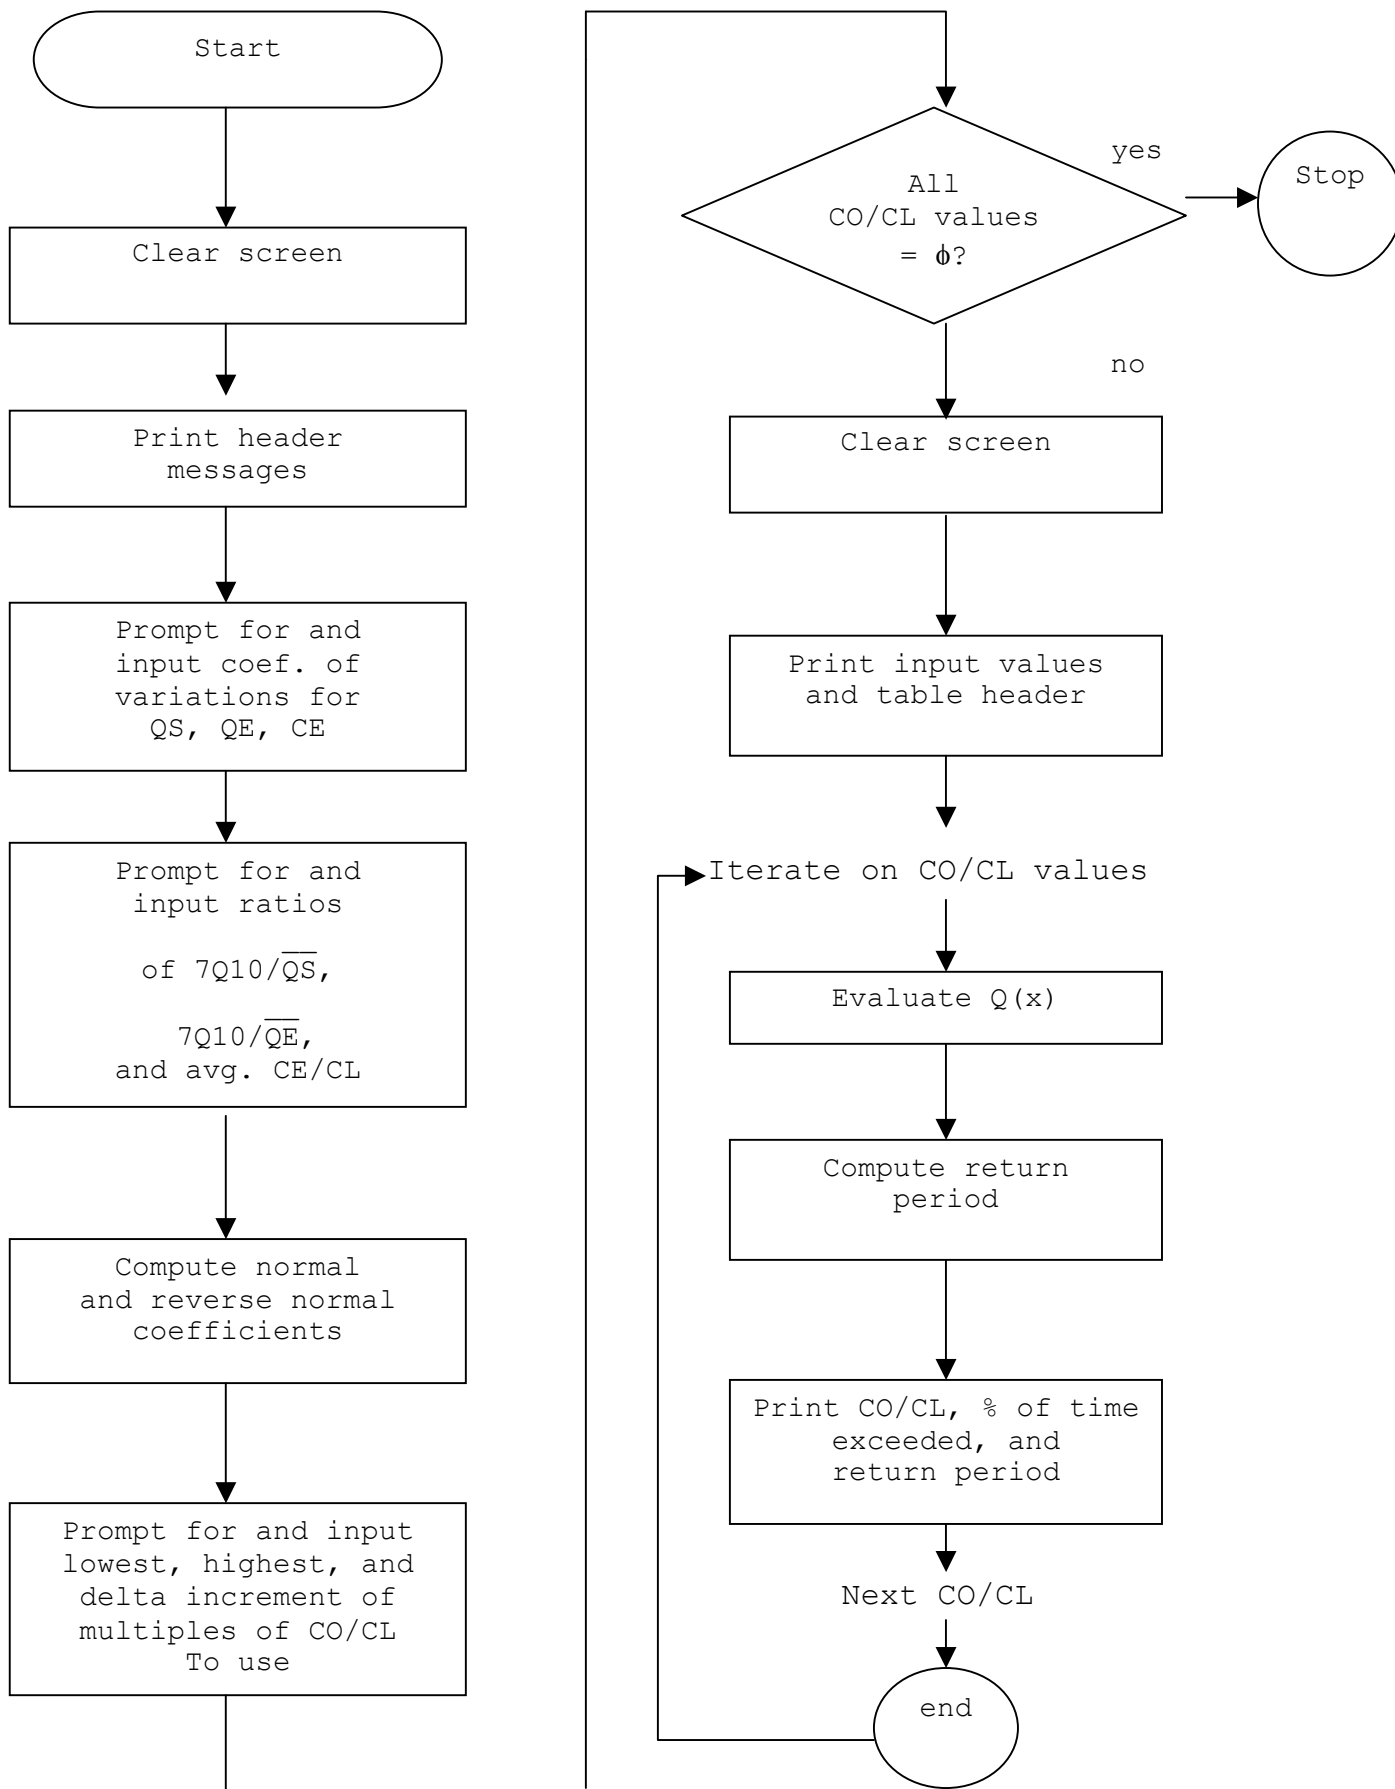 Start
Clear screen
Print header
messages
Prompt for and
input coef. of
variations for
QS, QE, CE
Prompt for and
input ratios
of 7Q10/Q̅S̅,
7Q10/Q̅E̅,
and avg. CE/CL
Compute normal
and reverse normal
coefficients
Prompt for and input
lowest, highest, and
delta increment of
multiples of CO/CL
To use
All
CO/CL values
= ϕ?
yes
Stop
no
Clear screen
Print input values
and table header
Iterate on CO/CL values
Evaluate Q(x)
Compute return
period
Print CO/CL, % of time
exceeded, and
return period
Next CO/CL
end